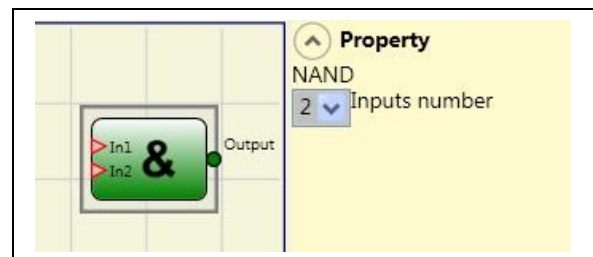 Property
NAND
2 Inputs number
In1
&
In2
Output